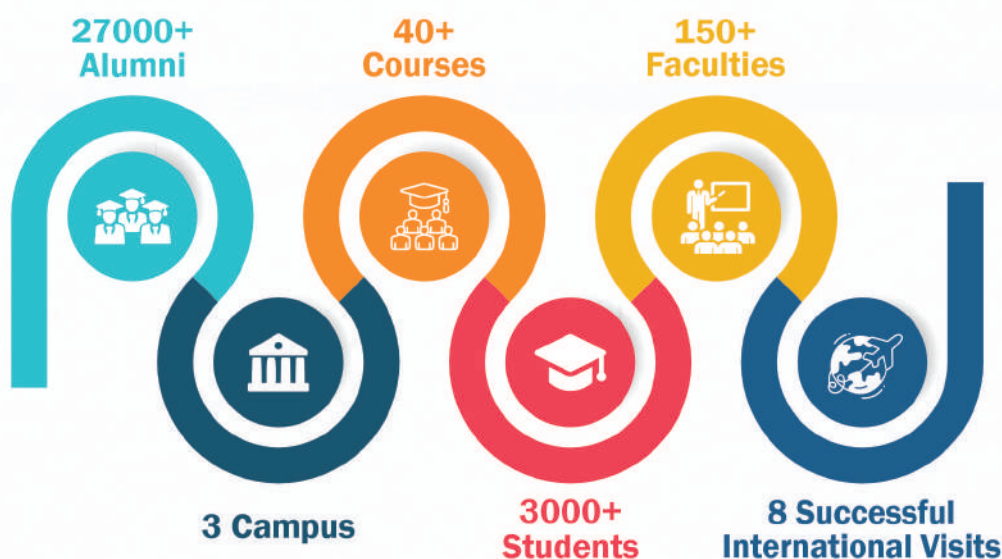 27000+
Alumni
40+
Courses
150+
Faculties
3 Campus
3000+
Students
8 Successful
International Visits